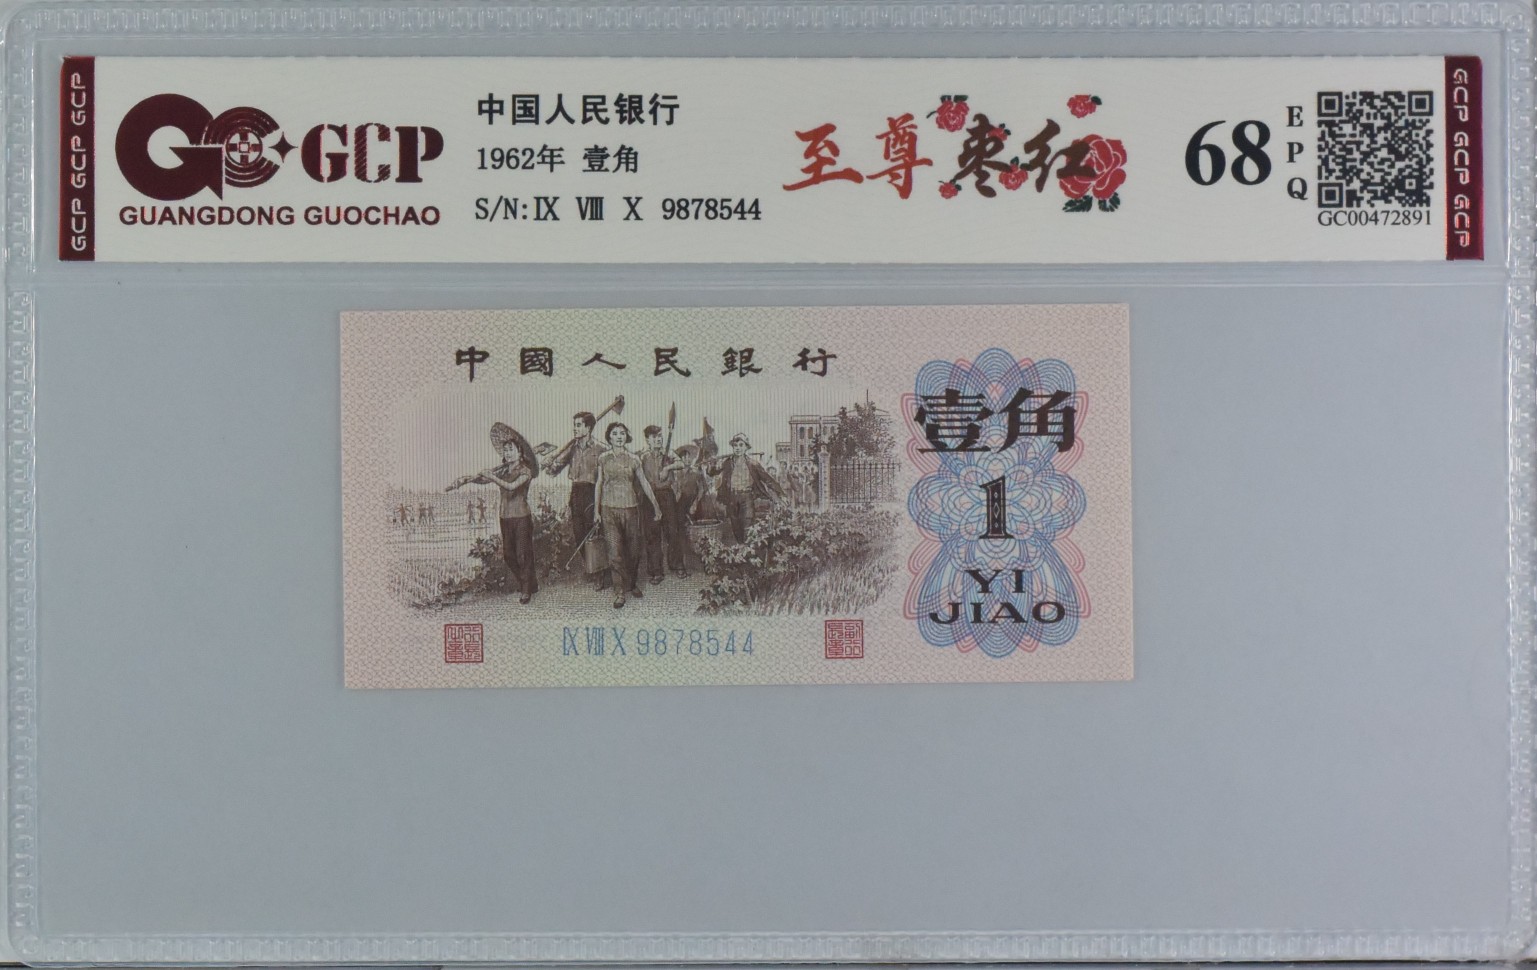 GCP GCP GCP
GCP
GUANGDONG GUOCHAO
中国人民银行
1962年 壹角
S/N:Ⅸ Ⅷ Ⅹ 9878544
至尊枣红
68
E
P
Q
GC00472891
GCP GCP GCP
中國人民銀行
壹角
1
YI
JIAO
Ⅸ Ⅷ Ⅹ 9878544